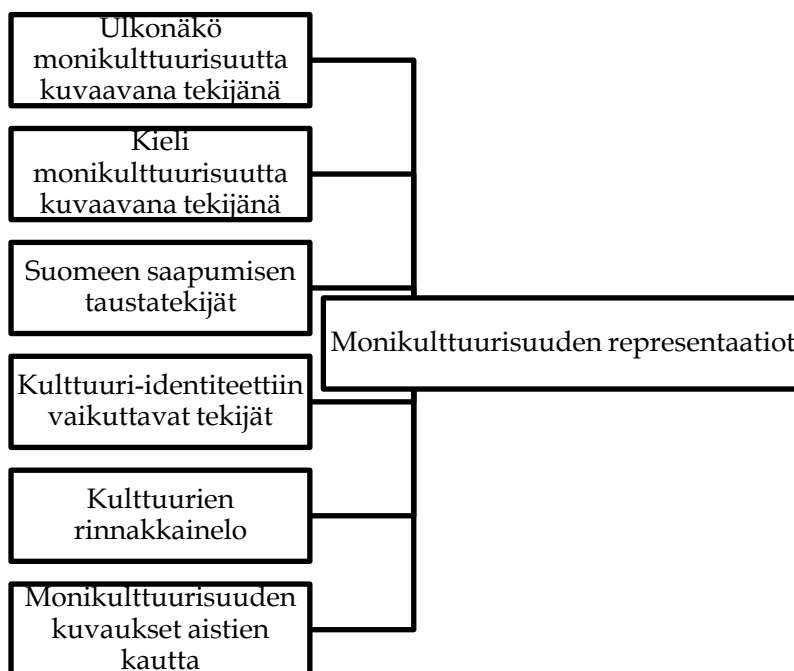 Ulkonäkö
monikulttuurisuutta
kuvaavana tekijänä
Kieli
monikulttuurisuutta
kuvaavana tekijänä
Suomeen saapumisen
taustatekijät
Monikulttuurisuuden representaatiot
Kulttuuri-identiteettiin
vaikuttavat tekijät
Kulttuurien
rinnakkainelo
Monikulttuurisuuden
kuvaukset aistien
kautta